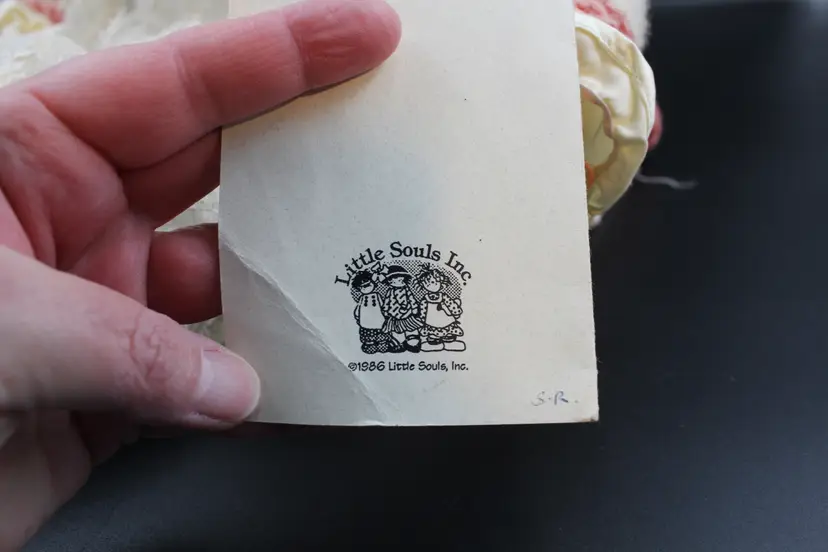 Little Souls Inc.
©1986 Little Souls, Inc.
S.R.